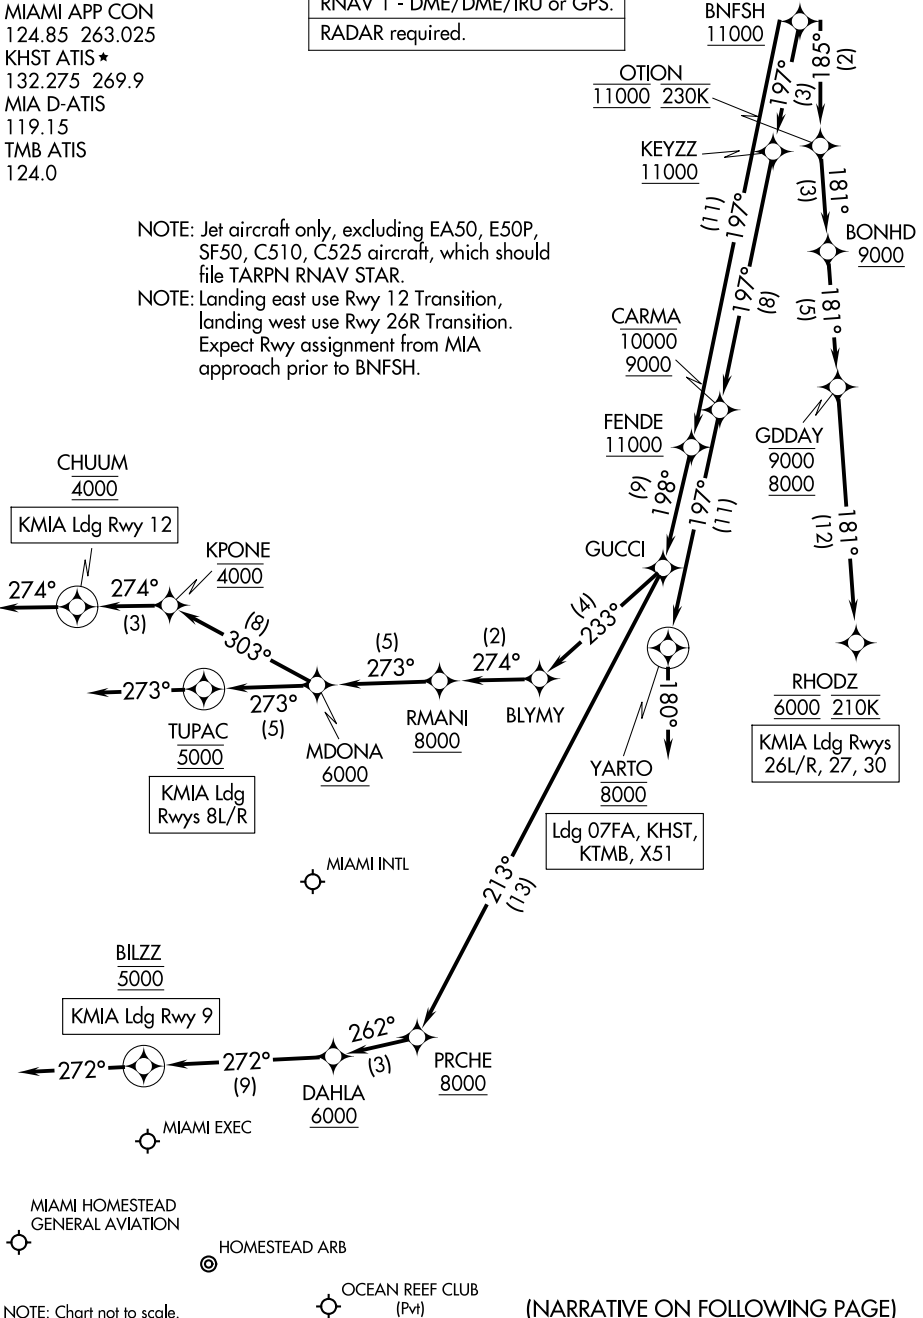 MIAMI APP CON
124.85 263.025
KHST ATIS★
132.275 269.9
MIA D-ATIS
119.15
TMB ATIS
124.0
RNAV 1 - DME/DME/IRU or GPS.
RADAR required.
BNFSH
11000
185°
(2)
197°
(3)
OTION
11000 230K
KEYZZ
11000
(11)
197°
181°
(3)
BONHD
9000
NOTE: Jet aircraft only, excluding EA50, E50P,
SF50, C510, C525 aircraft, which should
file TARPN RNAV STAR.
NOTE: Landing east use Rwy 12 Transition,
landing west use Rwy 26R Transition.
Expect Rwy assignment from MIA
approach prior to BNFSH.
197°
(8)
181°
(5)
CARMA
10000
9000
FENDE
11000
GDDAY
9000
8000
(9)
198°
197°
(11)
181°
(12)
CHUUM
4000
KMIA Ldg Rwy 12
KPONE
4000
GUCCI
274°
274°
(3)
(8)
303°
(5)
273°
(2)
274°
(4)
233°
273°
273°
(5)
TUPAC
5000
KMIA Ldg
Rwys 8L/R
MDONA
6000
RMANI
8000
BLYMY
180°
YARTO
8000
Ldg 07FA, KHST,
KTMB, X51
RHODZ
6000 210K
KMIA Ldg Rwys
26L/R, 27, 30
MIAMI INTL
213°
(13)
BILZZ
5000
KMIA Ldg Rwy 9
262°
(3)
272°
272°
(9)
DAHLA
6000
PRCHE
8000
MIAMI EXEC
MIAMI HOMESTEAD
GENERAL AVIATION
HOMESTEAD ARB
OCEAN REEF CLUB
(Pvt)
NOTE: Chart not to scale.
(NARRATIVE ON FOLLOWING PAGE)